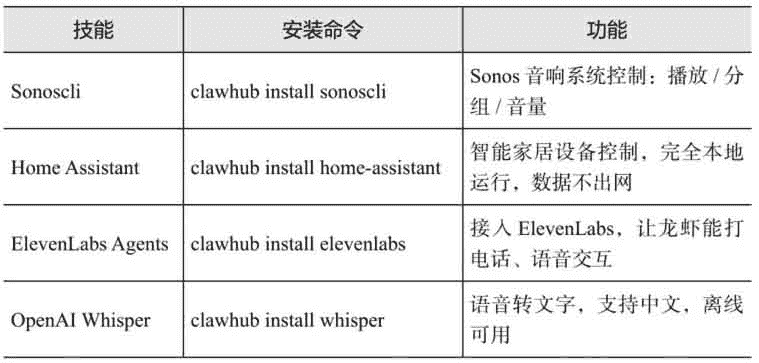 技能 安装命令 功能
Sonoscli clawhub install sonoscli Sonos 音响系统控制：播放 / 分
组 / 音量
Home Assistant clawhub install home-assistant 智能家居设备控制，完全本地
运行，数据不出网
ElevenLabs Agents clawhub install elevenlabs 接入 ElevenLabs，让龙虾能打
电话、语音交互
OpenAI Whisper clawhub install whisper 语音转文字，支持中文，离线
可用